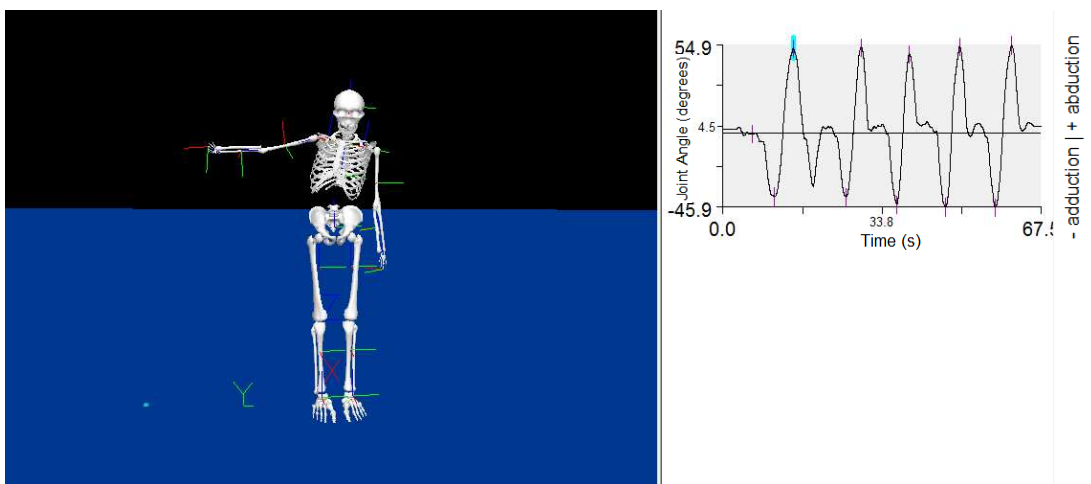 54.9
4.5
-45.9
Joint Angle (degrees)
0.0
33.8
67.5
Time (s)
- adduction | + abduction
X
Y